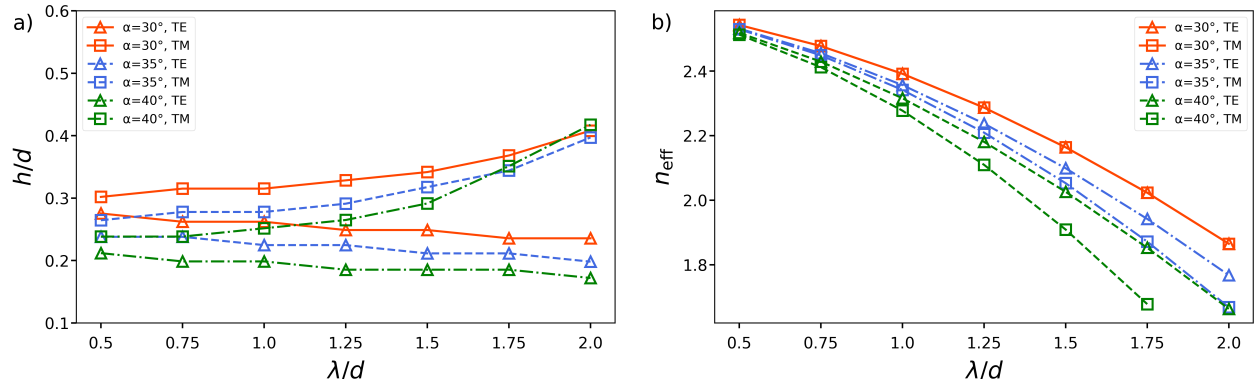 a)
0.6
0.5
0.4
0.3
0.2
0.1
h/d
α=30°, TE
α=30°, TM
α=35°, TE
α=35°, TM
α=40°, TE
α=40°, TM
0.5 0.75 1.0 1.25 1.5 1.75 2.0
λ/d
b)
2.4
2.2
2.0
1.8
n_eff
α=30°, TE
α=30°, TM
α=35°, TE
α=35°, TM
α=40°, TE
α=40°, TM
0.5 0.75 1.0 1.25 1.5 1.75 2.0
λ/d